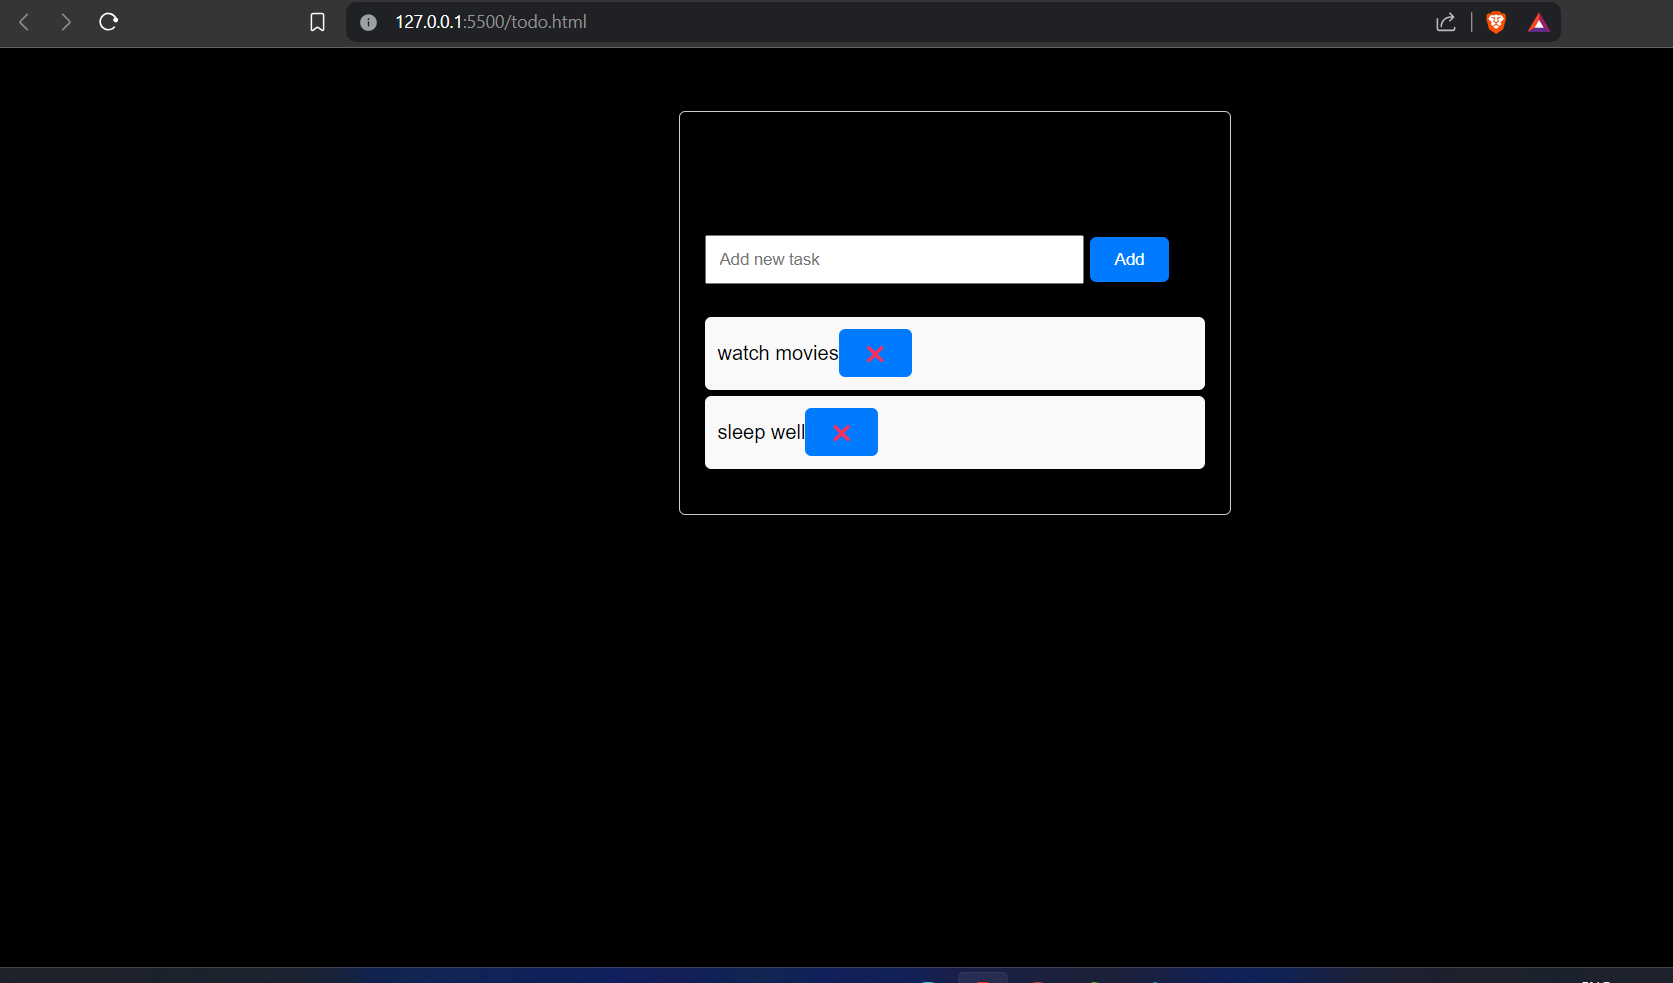 127.0.0.1:5500/todo.html
Add new task
Add
watch movies
sleep well